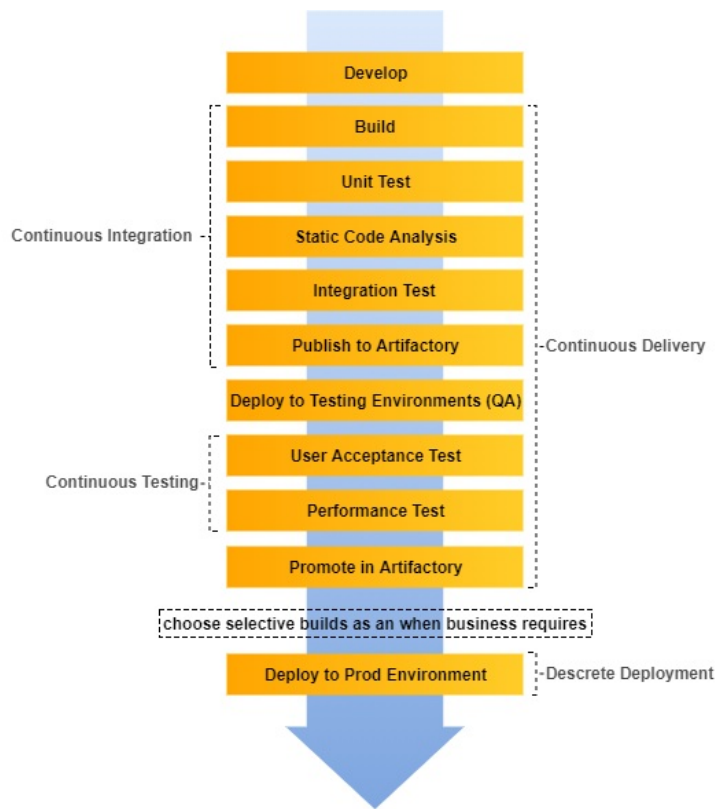 Develop
Build
Unit Test
Continuous Integration
Static Code Analysis
Integration Test
Publish to Artifactory
Continuous Delivery
Deploy to Testing Environments (QA)
User Acceptance Test
Continuous Testing
Performance Test
Promote in Artifactory
choose selective builds as an when business requires
Deploy to Prod Environment
Descrete Deployment